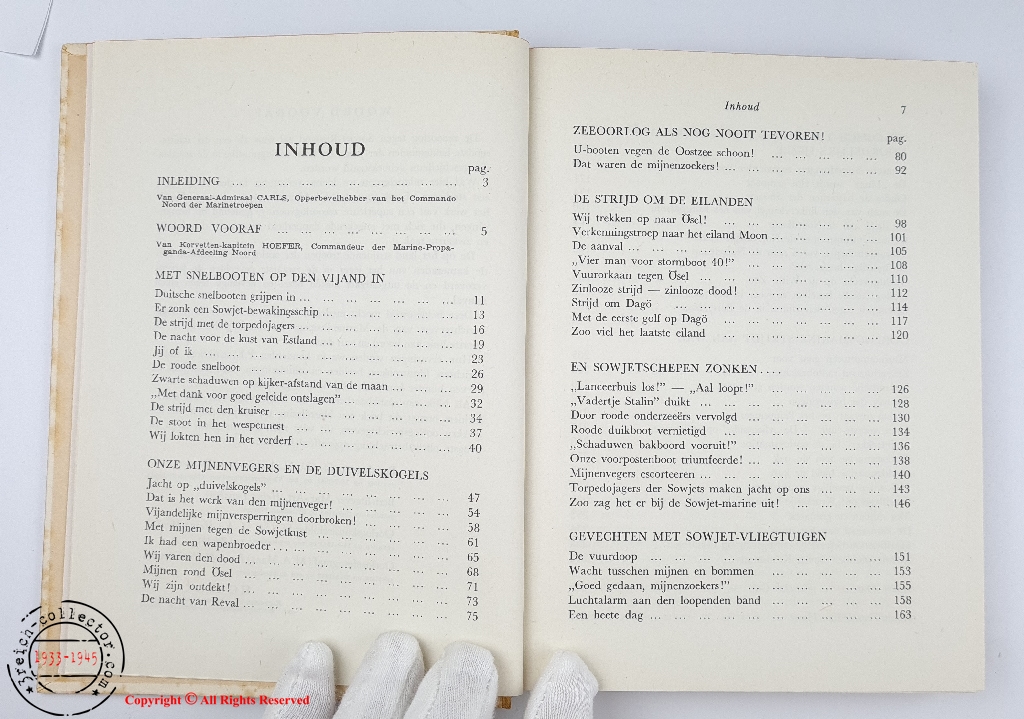 INHOUD
pag.
INLEIDING ... ... ... ... ... ... ... ... ... ... 3
Van Generaal-Admiraal CARLS, Opperbevelhebber van het Commando
Noord der Marinetroepen
WOORD VOORAF ... ... ... ... ... ... ... ... 5
Van Korvetten-kapitein HOEFER, Commandeur der Marine-Propa-
ganda-Afdeeling Noord
MET SNELBOOTEN OP DEN VIJAND IN
Duitsche snelbooten grijpen in ... ... ... ... ... ... ... 11
Er zonk een Sowjet-bewakingsschip ... ... ... ... ... ... 13
De strijd met de torpedojagers ... ... ... ... ... ... ... 16
De nacht voor de kust van Estland ... ... ... ... ... ... 19
Jij of ik ... ... ... ... ... ... ... ... ... ... ... 23
De roode snelboot ... ... ... ... ... ... ... ... ... 26
Zwarte schaduwen op kijker-afstand van de maan ... ... ... 29
„Met dank voor goed geleide ontslagen” ... ... ... ... ... 32
De strijd met den kruiser ... ... ... ... ... ... ... ... 34
De stoot in het wespennest ... ... ... ... ... ... ... 37
Wij lokten hen in het verderf ... ... ... ... ... ... ... 40
ONZE MIJNENVEGERS EN DE DUIVELSKOGELS
Jacht op „duivelskogels” ... ... ... ... ... ... ... ... 47
Dat is het werk van den mijnenveger! ... ... ... ... ... 54
Vijandelijke mijnversperringen doorbroken! ... ... ... ... 58
Met mijnen tegen de Sowjetkust ... ... ... ... ... ... 61
Ik had een wapenbroeder ... ... ... ... ... ... ... ... 65
Wij varen den dood ... ... ... ... ... ... ... ... ... 68
Mijnen rond Ösel ... ... ... ... ... ... ... ... ... 71
Wij zijn ontdekt! ... ... ... ... ... ... ... ... ... 73
De nacht van Reval ... ... ... ... ... ... ... ... ... 75
Inhoud 7
ZEEOORLOG ALS NOG NOOIT TEVOREN! pag.
U-booten vegen de Oostzee schoon! ... ... ... ... ... 80
Dat waren de mijnenzoekers! ... ... ... ... ... ... ... 92
DE STRIJD OM DE EILANDEN
Wij trekken op naar Ösel! ... ... ... ... ... ... ... 98
Verkenningstroep naar het eiland Moon ... ... ... ... ... 101
De aanval ... ... ... ... ... ... ... ... ... ... ... 105
„Vier man voor stormboot 40!” ... ... ... ... ... ... 108
Vuurorkaan tegen Ösel ... ... ... ... ... ... ... ... 110
Zinlooze strijd — zinlooze dood! ... ... ... ... ... ... 112
Strijd om Dagö ... ... ... ... ... ... ... ... ... 114
Met de eerste golf op Dagö ... ... ... ... ... ... ... 117
Zoo viel het laatste eiland ... ... ... ... ... ... ... 120
EN SOWJETSCHEPEN ZONKEN ....
„Lanceerbuis los!” — „Aal loopt!” ... ... ... ... ... 126
„Vadertje Stalin” duikt ... ... ... ... ... ... ... ... 128
Door roode onderzeeërs vervolgd ... ... ... ... ... ... 130
Roode duikboot vernietigd ... ... ... ... ... ... ... 134
„Schaduwen bakboord vooruit!” ... ... ... ... ... ... 136
Onze voorpostenboot triumfeerde! ... ... ... ... ... ... 138
Mijnenvegers escorteeren ... ... ... ... ... ... ... ... 140
Torpedojagers der Sowjets maken jacht op ons ... ... ... 143
Zoo zag het er bij de Sowjet-marine uit! ... ... ... ... 146
GEVECHTEN MET SOWJET-VLIEGTUIGEN
De vuurdoop ... ... ... ... ... ... ... ... ... ... 151
Wacht tusschen mijnen en bommen ... ... ... ... ... 153
„Goed gedaan, mijnenzoekers!” ... ... ... ... ... ... 155
Luchtalarm aan den loopenden band ... ... ... ... ... 158
Een heete dag ... ... ... ... ... ... ... ... ... ... 163
3reich-collector.com
1933-1945
Copyright © All Rights Reserved